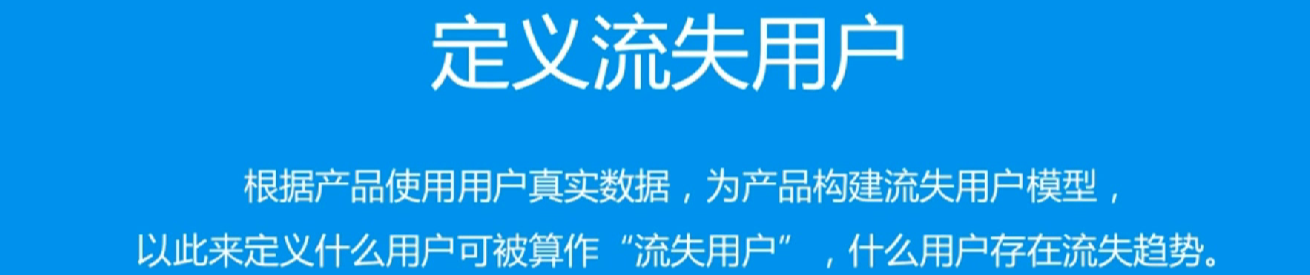 定义流失用户
根据产品使用用户真实数据，为产品构建流失用户模型，
以此来定义什么用户可被算作“流失用户”，什么用户存在流失趋势。